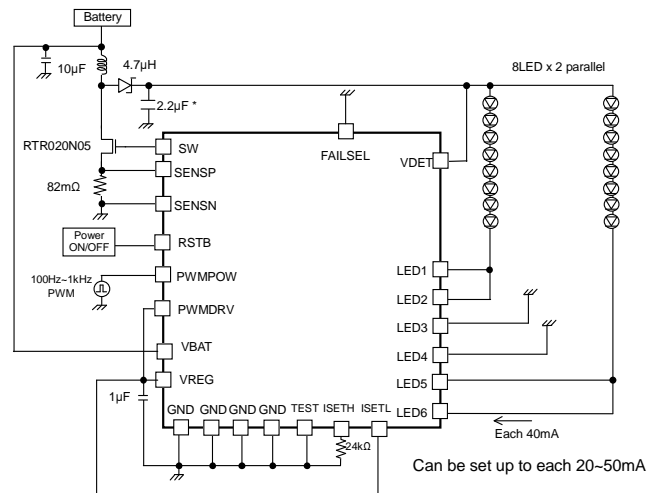 Battery
10μF
4.7μH
2.2μF *
8LED x 2 parallel
RTR020N05
SW
FAILSEL
VDET
SENSP
82mΩ
SENSN
Power
ON/OFF
RSTB
100Hz~1kHz
PWM
PWMPOW
PWMDRV
VBAT
VREG
LED1
LED2
LED3
LED4
LED5
LED6
1μF
GND
GND
GND
GND
TEST
ISETH
ISETL
24kΩ
Each 40mA
Can be set up to each 20~50mA